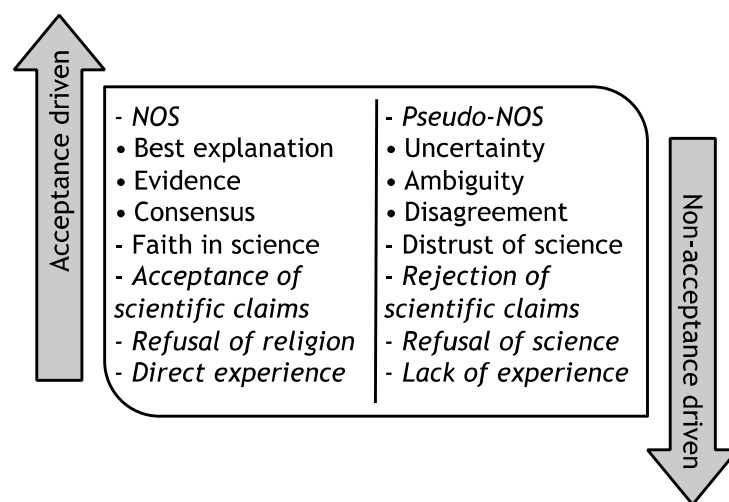 Acceptance driven
- NOS
• Best explanation
• Evidence
• Consensus
- Faith in science
- Acceptance of
scientific claims
- Refusal of religion
- Direct experience
- Pseudo-NOS
• Uncertainty
• Ambiguity
• Disagreement
- Distrust of science
- Rejection of
scientific claims
- Refusal of science
- Lack of experience
Non-acceptance driven